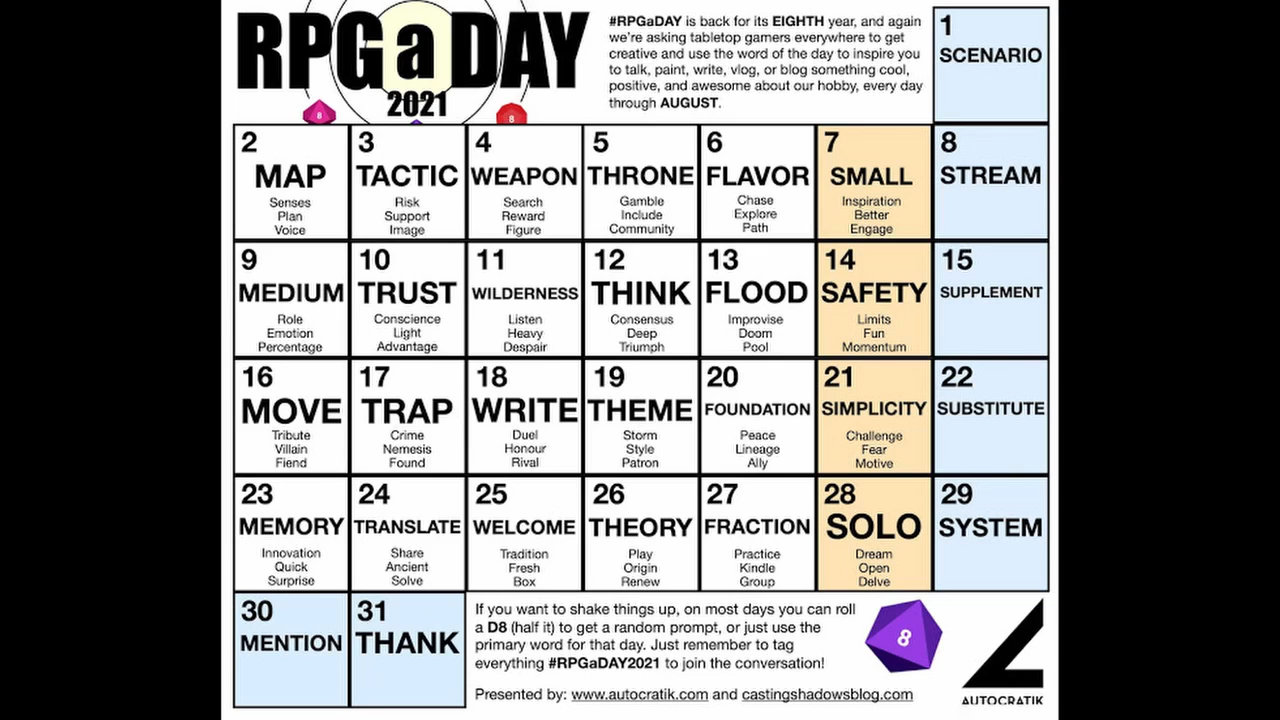 RPG a DAY
2021
8
8
#RPGaDAY is back for its EIGHTH year, and again
we're asking tabletop gamers everywhere to get
creative and use the word of the day to inspire you
to talk, paint, write, vlog, or blog something cool,
positive, and awesome about our hobby, every day
through AUGUST.
1
SCENARIO
2
MAP
Senses
Plan
Voice
3
TACTIC
Risk
Support
Image
4
WEAPON
Search
Reward
Figure
5
THRONE
Gamble
Include
Community
6
FLAVOR
Chase
Explore
Path
7
SMALL
Inspiration
Better
Engage
8
STREAM
9
MEDIUM
Role
Emotion
Percentage
10
TRUST
Conscience
Light
Advantage
11
WILDERNESS
Listen
Heavy
Despair
12
THINK
Consensus
Deep
Triumph
13
FLOOD
Improvise
Doom
Pool
14
SAFETY
Limits
Fun
Momentum
15
SUPPLEMENT
16
MOVE
Tribute
Villain
Fiend
17
TRAP
Crime
Nemesis
Found
18
WRITE
Duel
Honour
Rival
19
THEME
Storm
Style
Patron
20
FOUNDATION
Peace
Lineage
Ally
21
SIMPLICITY
Challenge
Fear
Motive
22
SUBSTITUTE
23
MEMORY
Innovation
Quick
Surprise
24
TRANSLATE
Share
Ancient
Solve
25
WELCOME
Tradition
Fresh
Box
26
THEORY
Play
Origin
Renew
27
FRACTION
Practice
Kindle
Group
28
SOLO
Dream
Open
Delve
29
SYSTEM
30
MENTION
31
THANK
If you want to shake things up, on most days you can roll
a D8 (half it) to get a random prompt, or just use the
primary word for that day. Just remember to tag
everything #RPGaDAY2021 to join the conversation!
Presented by: www.autocratik.com and castingshadowsblog.com
8
AUTOCRATIK